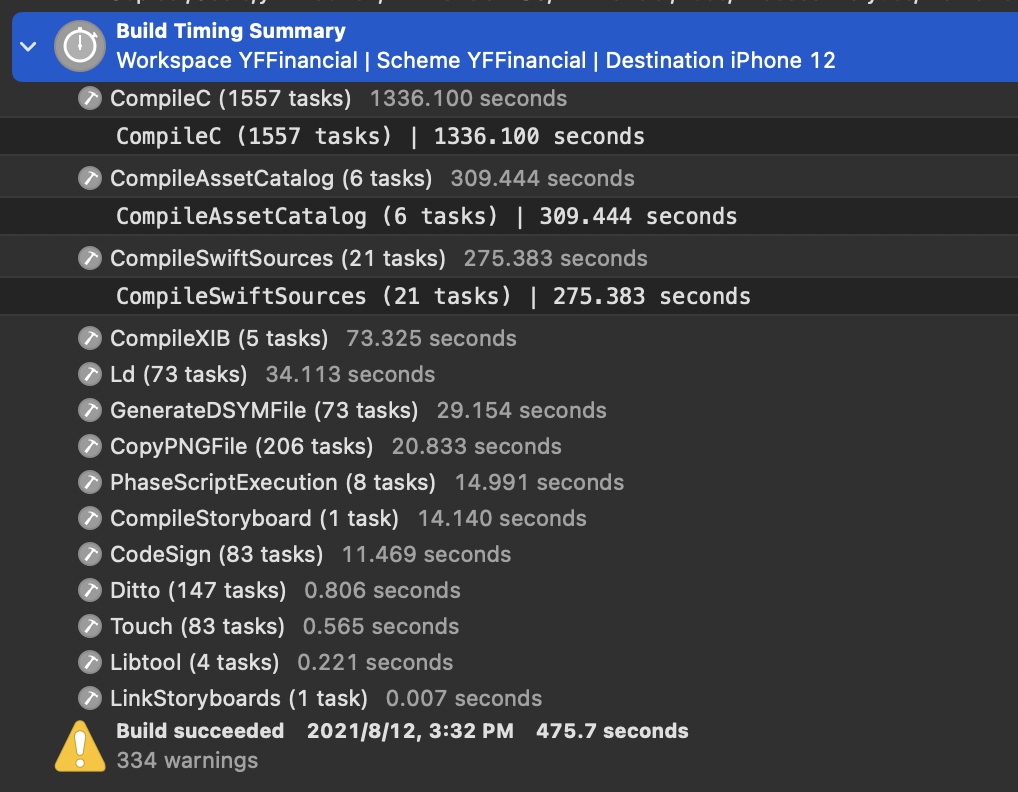 Build Timing Summary
Workspace YFFinancial | Scheme YFFinancial | Destination iPhone 12
CompileC (1557 tasks) 1336.100 seconds
CompileC (1557 tasks) | 1336.100 seconds
CompileAssetCatalog (6 tasks) 309.444 seconds
CompileAssetCatalog (6 tasks) | 309.444 seconds
CompileSwiftSources (21 tasks) 275.383 seconds
CompileSwiftSources (21 tasks) | 275.383 seconds
CompileXIB (5 tasks) 73.325 seconds
Ld (73 tasks) 34.113 seconds
GenerateDSYMFile (73 tasks) 29.154 seconds
CopyPNGFile (206 tasks) 20.833 seconds
PhaseScriptExecution (8 tasks) 14.991 seconds
CompileStoryboard (1 task) 14.140 seconds
CodeSign (83 tasks) 11.469 seconds
Ditto (147 tasks) 0.806 seconds
Touch (83 tasks) 0.565 seconds
Libtool (4 tasks) 0.221 seconds
LinkStoryboards (1 task) 0.007 seconds
Build succeeded 2021/8/12, 3:32 PM 475.7 seconds
334 warnings